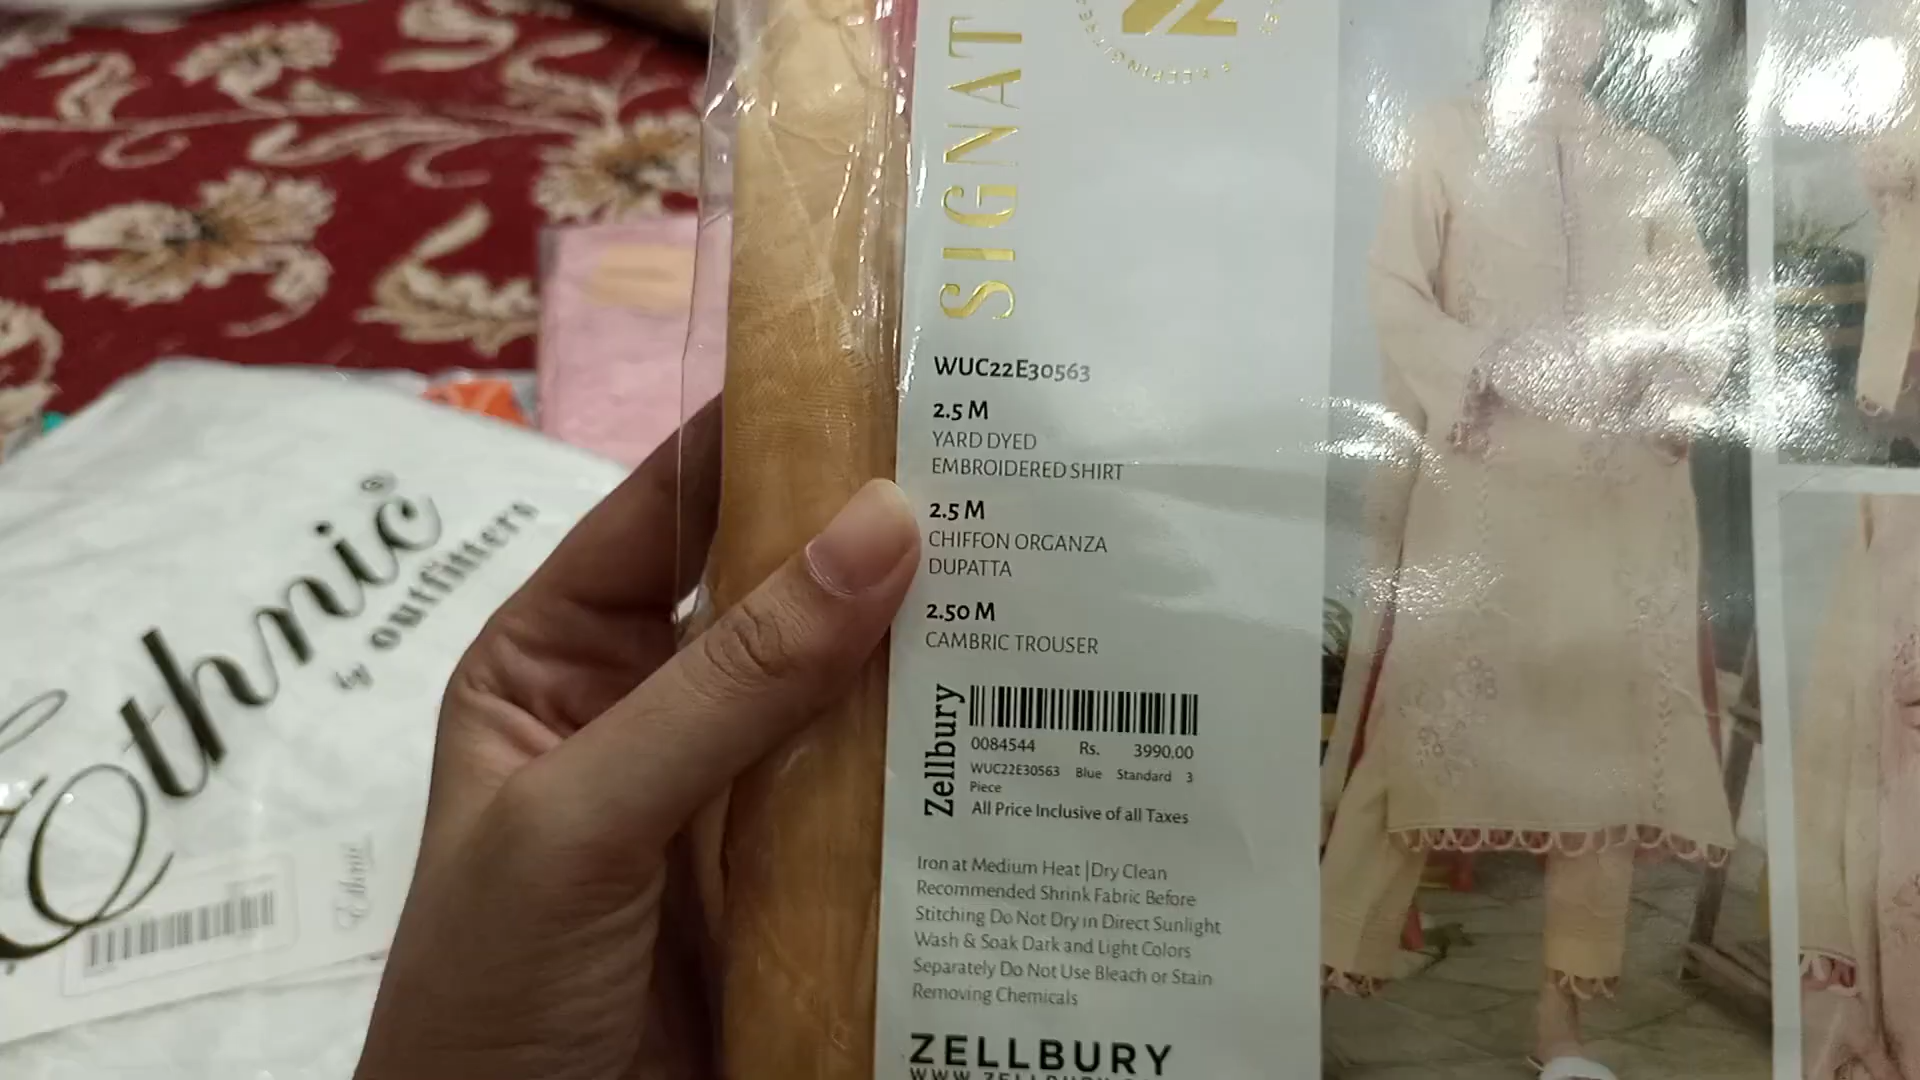 SIGNAT
WUC22E30563
2.5 M
YARD DYED
EMBROIDERED SHIRT
2.5 M
CHIFFON ORGANZA
DUPATTA
2.50 M
CAMBRIC TROUSER
Zellbury
0084544 Rs. 3990.00
WUC22E30563 Blue Standard 3
Piece
All Price Inclusive of all Taxes
Iron at Medium Heat |Dry Clean
Recommended Shrink Fabric Before
Stitching Do Not Dry in Direct Sunlight
Wash & Soak Dark and Light Colors
Separately Do Not Use Bleach or Stain
Removing Chemicals
ZELLBURY
Ethnic®
by outfitters
Ethnic